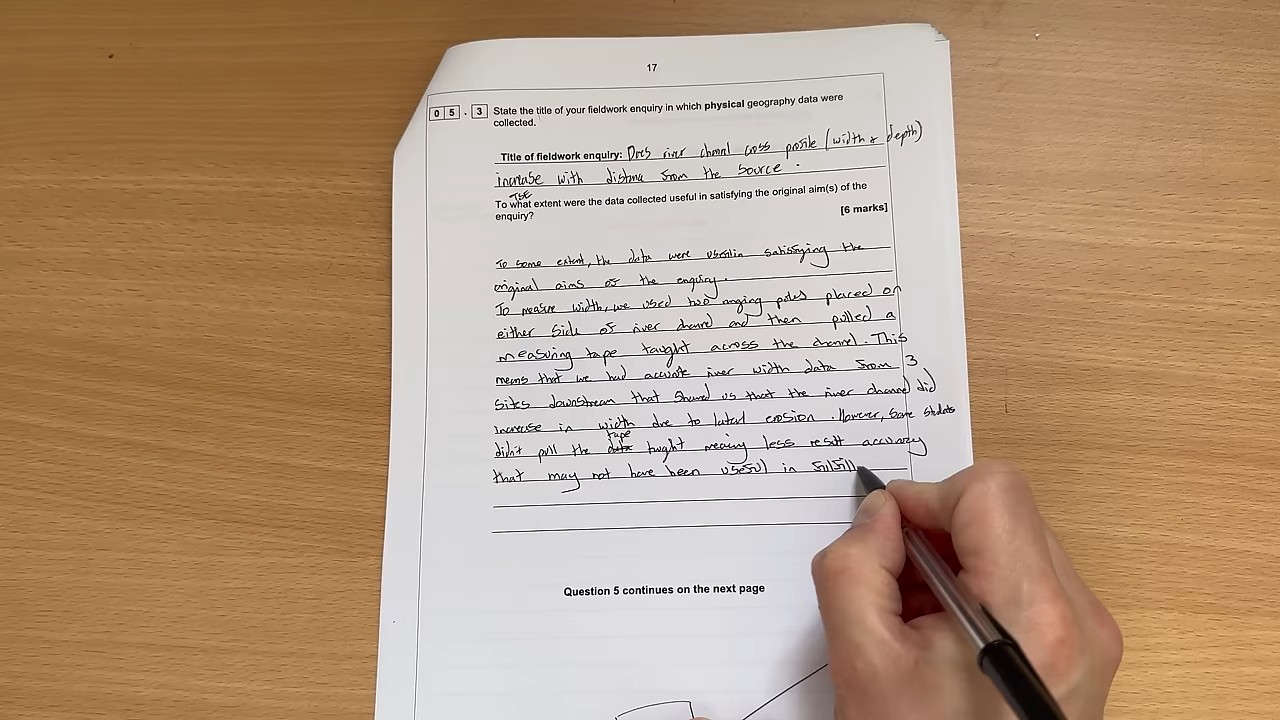 17
0 5 . 3 State the title of your fieldwork enquiry in which physical geography data were
collected.
Title of fieldwork enquiry: Does river channel cross profile (width + depth)
increase with distance from the source.
To what extent were the data collected useful in satisfying the original aim(s) of the
enquiry?
[6 marks]
To some extent, the data were useful in satisfying the
original aims of the enquiry.
To measure width, we used two ranging poles placed on
either side of river channel and then pulled a
measuring tape taught across the channel. This
means that we had accurate river width data from 3
sites downstream that showed us that the river channel did
increase in width due to lateral erosion. However, some students
didn't pull the data tape taught meaning less result accuracy
that may not have been useful in fulfill
Question 5 continues on the next page